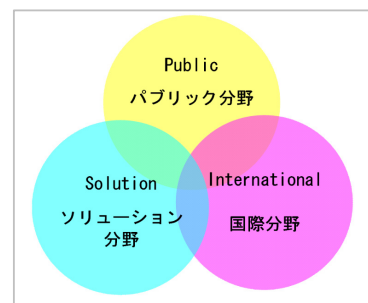 Public
パブリック分野
Solution
ソリューション
分野
International
国際分野